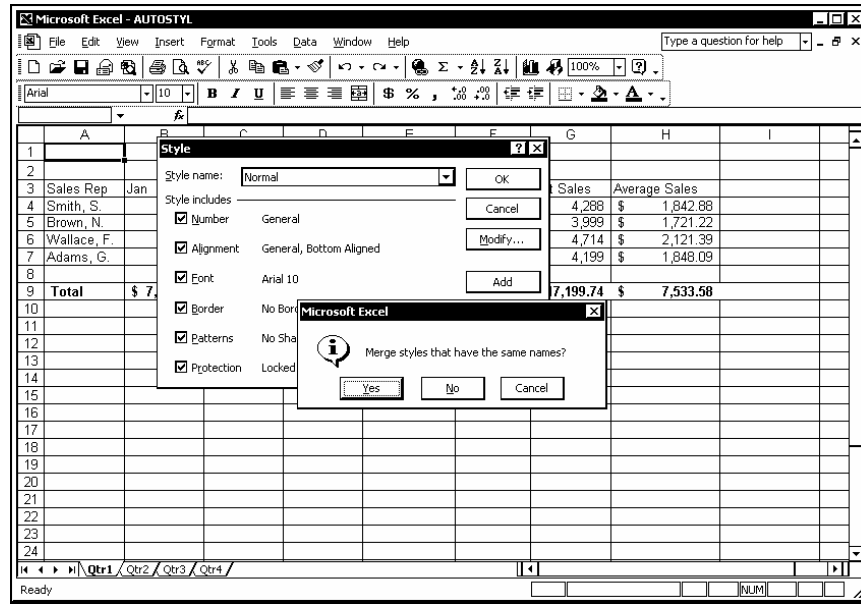 Microsoft Excel - AUTOSTYL
File Edit View Insert Format Tools Data Window Help Type a question for help
100%
Arial 10 B I U $ % ,
fx
A B C D E F G H I
1
2
3 Sales Rep Jan Sales Average Sales
4 Smith, S. 4,288 $ 1,842.88
5 Brown, N. 3,999 $ 1,721.22
6 Wallace, F. 4,714 $ 2,121.39
7 Adams, G. 4,199 $ 1,848.09
8
9 Total $ 7, 17,199.74 $ 7,533.58
10
11
12
13
14
15
16
17
18
19
20
21
22
23
24
Style
Style name: Normal
OK
Style includes
Cancel
Number General
Modify...
Alignment General, Bottom Aligned
Font Arial 10
Add
Border No Bor
Patterns No Sha
Protection Locked
Microsoft Excel
Merge styles that have the same names?
Yes No Cancel
Qtr1 Qtr2 Qtr3 Qtr4
Ready NUM